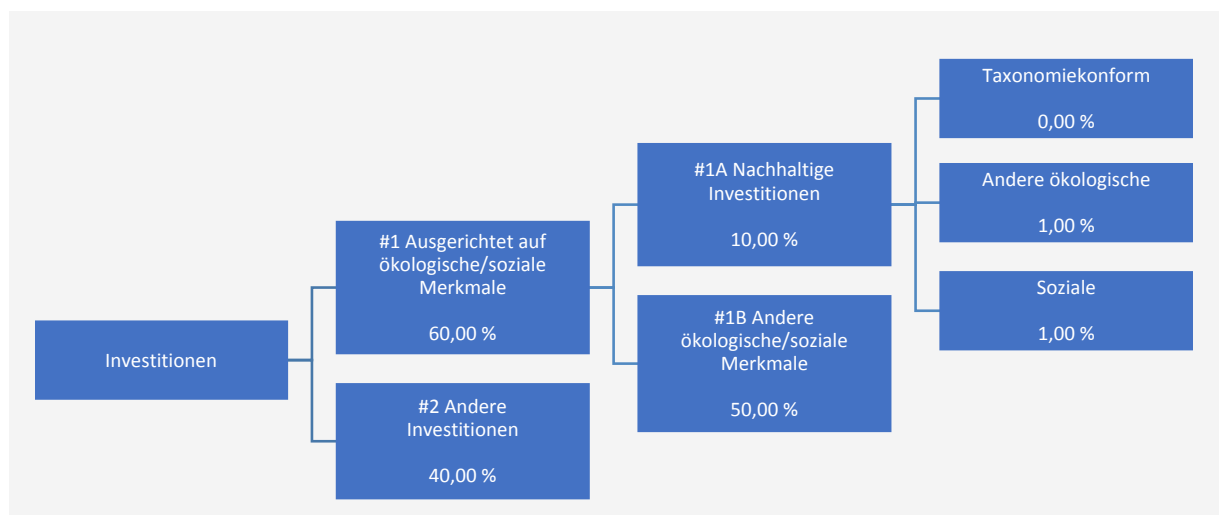 Investitionen
#1 Ausgerichtet auf
ökologische/soziale
Merkmale
60,00 %
#2 Andere
Investitionen
40,00 %
#1A Nachhaltige
Investitionen
10,00 %
#1B Andere
ökologische/soziale
Merkmale
50,00 %
Taxonomiekonform
0,00 %
Andere ökologische
1,00 %
Soziale
1,00 %